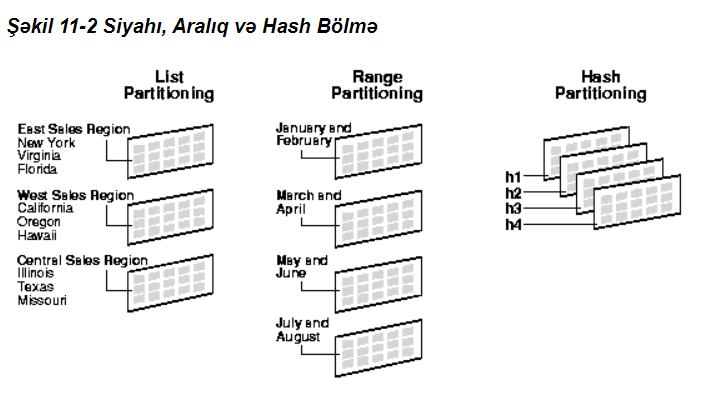 Şəkil 11-2 Siyahı, Aralıq və Hash Bölmə
List
Partitioning
East Sales Region
New York
Virginia
Florida
West Sales Region
California
Oregon
Hawaii
Central Sales Region
Illinois
Texas
Missouri
Range
Partitioning
January and
February
March and
April
May and
June
July and
August
Hash
Partitioning
h1
h2
h3
h4